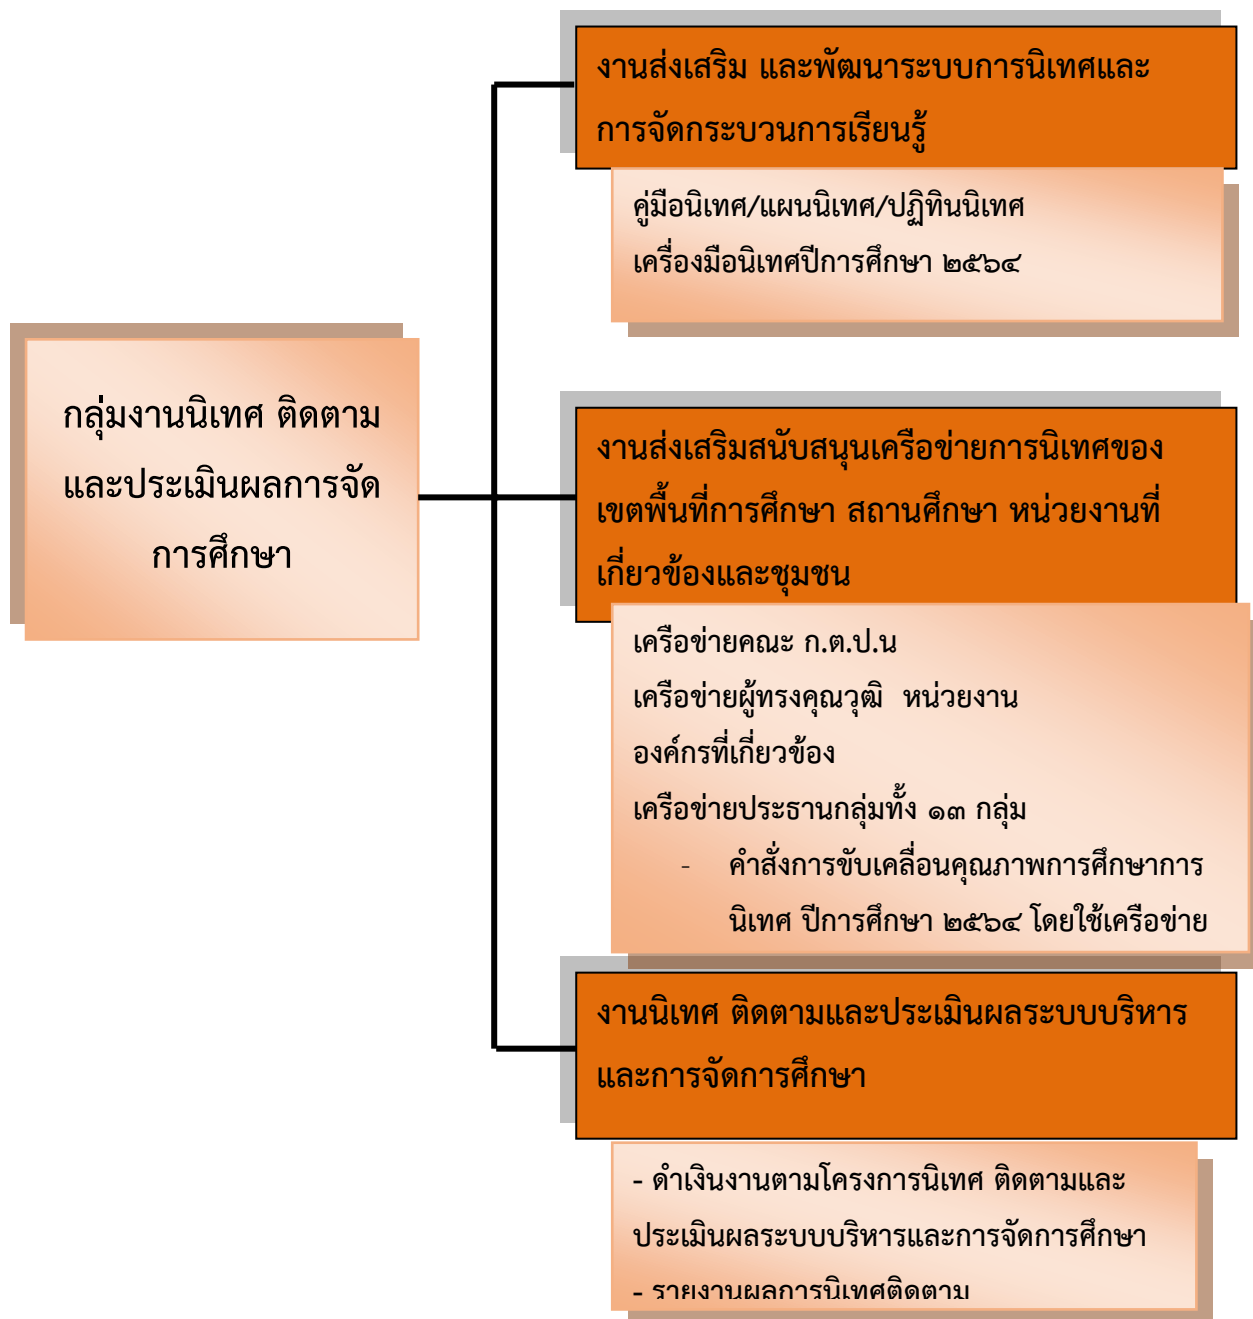 งานส่งเสริม และพัฒนาระบบการนิเทศและ
การจัดกระบวนการเรียนรู้
คู่มือนิเทศ/แผนนิเทศ/ปฏิทินนิเทศ
เครื่องมือนิเทศปีการศึกษา ๒๕๖๔
กลุ่มงานนิเทศ ติดตาม
และประเมินผลการจัด
การศึกษา
งานส่งเสริมสนับสนุนเครือข่ายการนิเทศของ
เขตพื้นที่การศึกษา สถานศึกษา หน่วยงานที่
เกี่ยวข้องและชุมชน
เครือข่ายคณะ ก.ต.ป.น
เครือข่ายผู้ทรงคุณวุฒิ หน่วยงาน
องค์กรที่เกี่ยวข้อง
เครือข่ายประธานกลุ่มทั้ง ๑๓ กลุ่ม
- คำสั่งการขับเคลื่อนคุณภาพการศึกษาการ
นิเทศ ปีการศึกษา ๒๕๖๔ โดยใช้เครือข่าย
งานนิเทศ ติดตามและประเมินผลระบบบริหาร
และการจัดการศึกษา
- ดำเงินงานตามโครงการนิเทศ ติดตามและ
ประเมินผลระบบบริหารและการจัดการศึกษา
- รายงานผลการนิเทศติดตาม